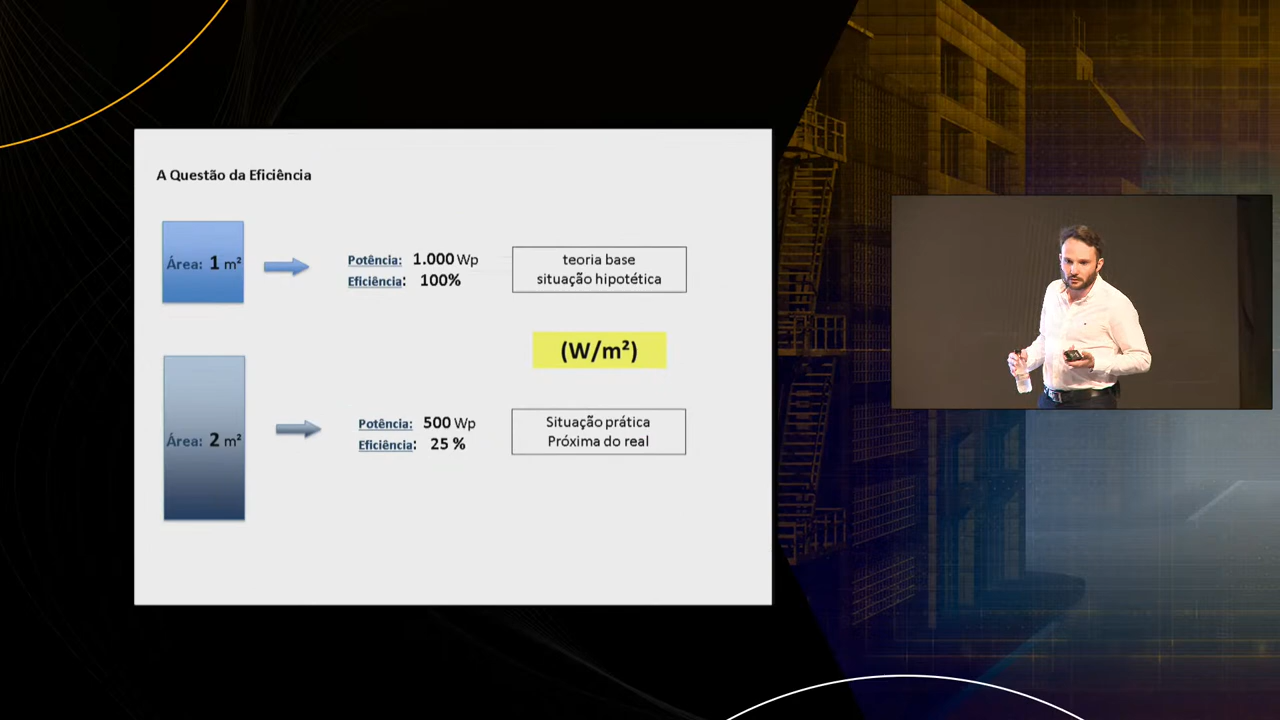 A Questão da Eficiência
Área: 1 m²
Potência: 1.000 Wp
Eficiência: 100%
teoria base
situação hipotética
(W/m²)
Área: 2 m²
Potência: 500 Wp
Eficiência: 25 %
Situação prática
Próxima do real